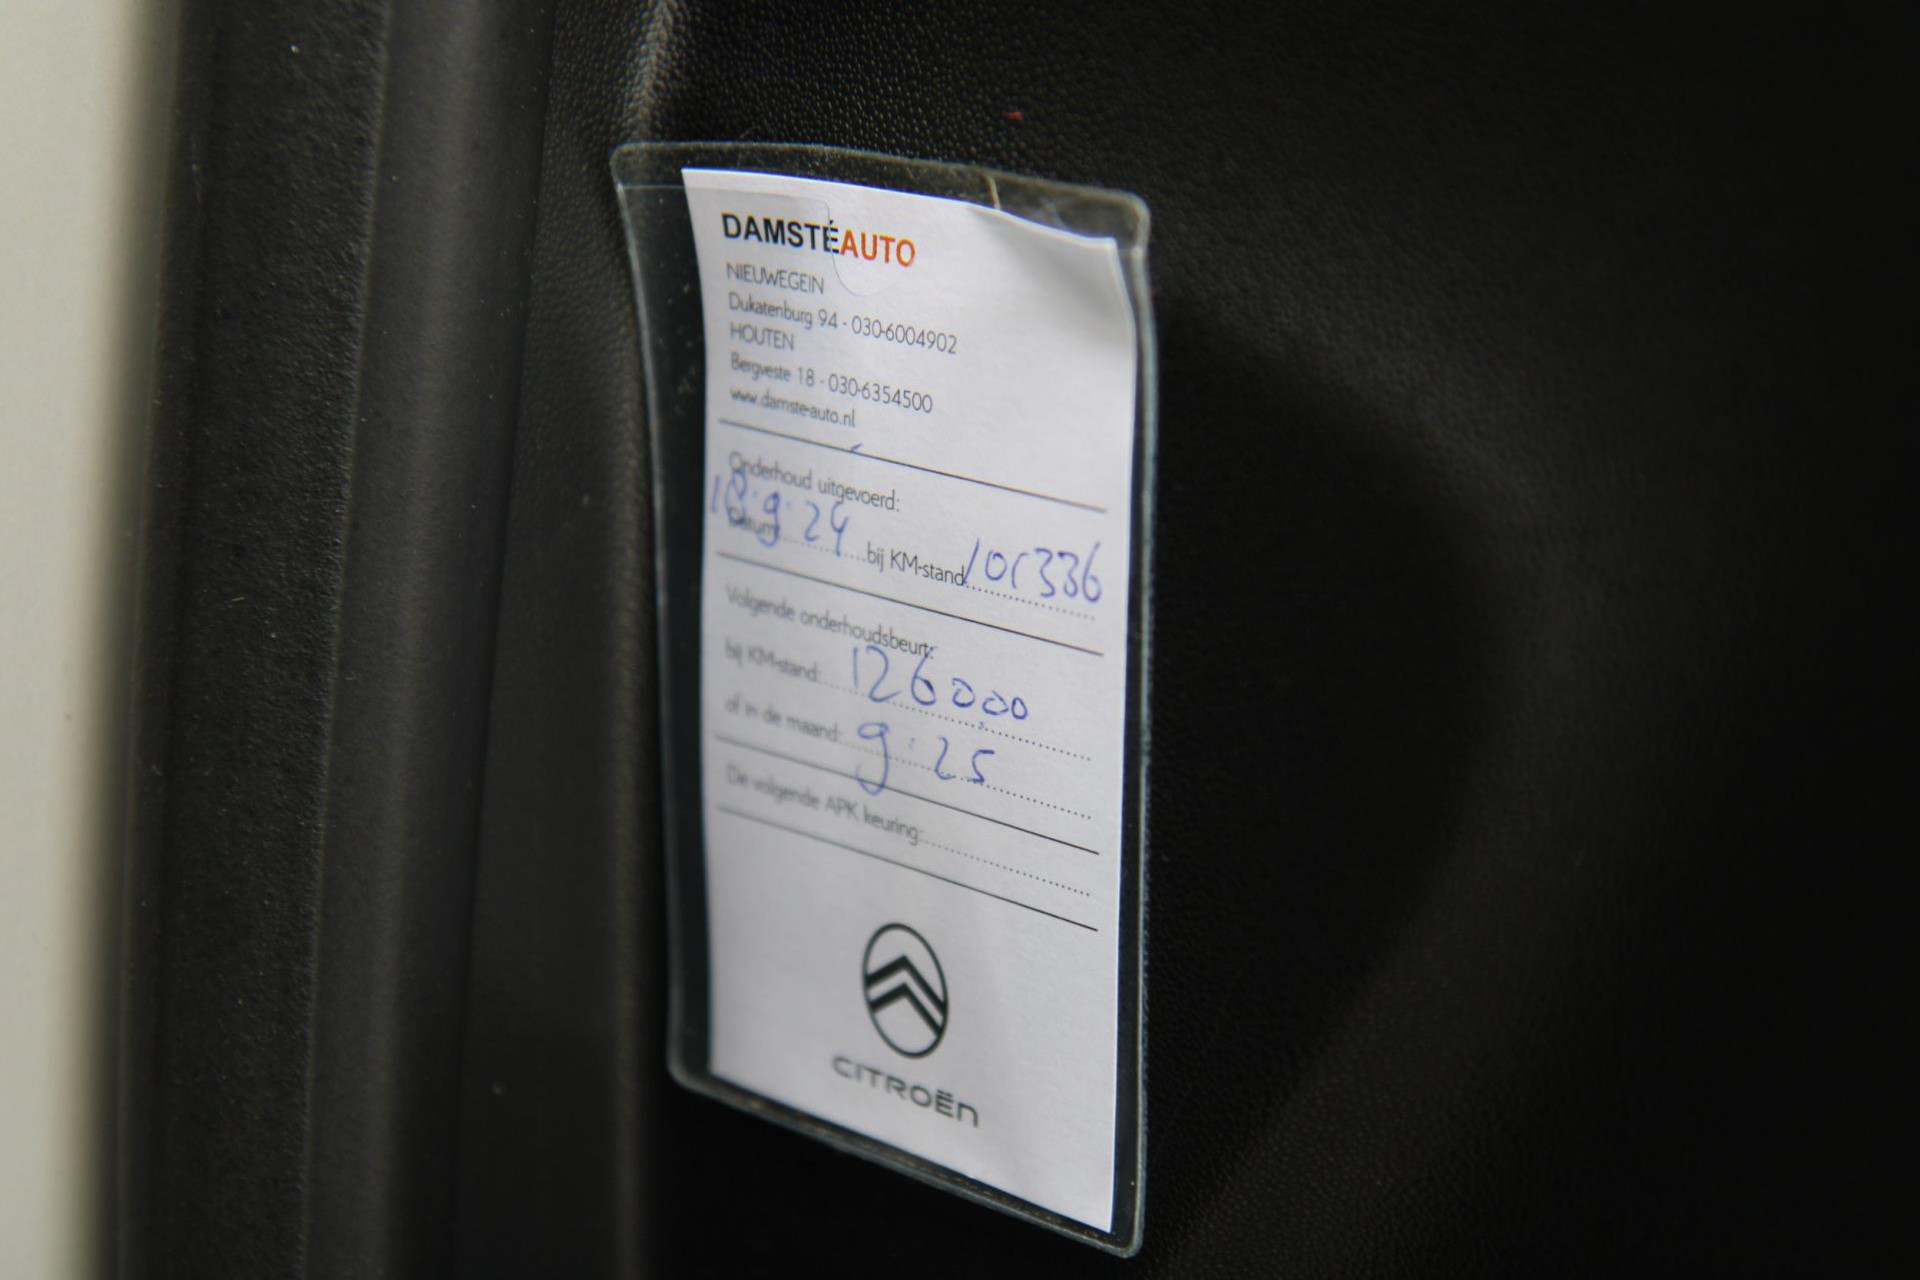 DAMSTÉAUTO
NIEUWEGEIN
Dukatenburg 94 - 030-6004902
HOUTEN
Bergveste 18 - 030-6354500
www.damste-auto.nl
Onderhoud uitgevoerd:
Datum 18·9·24 bij KM-stand 101336
Volgende onderhoudsbeurt:
bij KM-stand: 126000
of in de maand: 9·25
De volgende APK keuring:
CITROËN